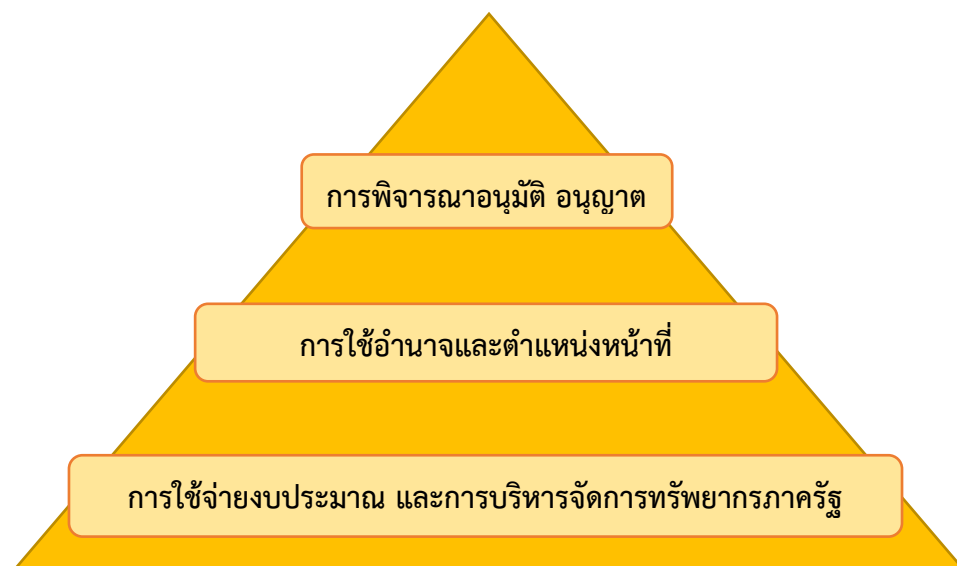 การพิจารณาอนุมัติ อนุญาต
การใช้อำนาจและตำแหน่งหน้าที่
การใช้จ่ายงบประมาณ และการบริหารจัดการทรัพยากรภาครัฐ